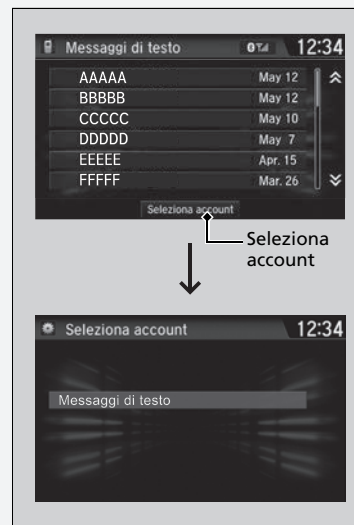 Messaggi di testo 12:34
AAAAA May 12
BBBBB May 12
CCCCC May 10
DDDDD May 7
EEEEE Apr. 15
FFFFF Mar. 26
Seleziona account
Seleziona
account
Seleziona account 12:34
Messaggi di testo